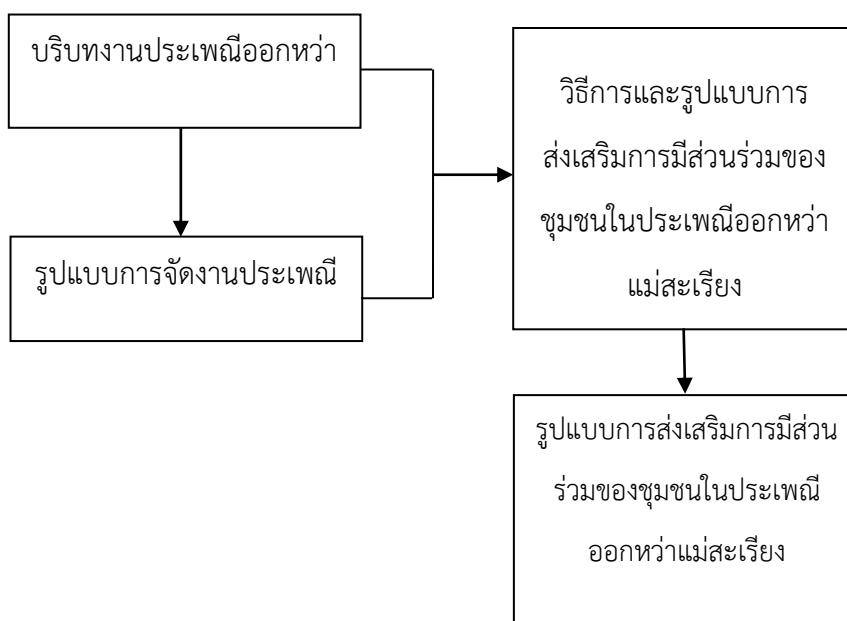 บริบทงานประเพณีออกหว่า
รูปแบบการจัดงานประเพณี
วิธีการและรูปแบบการ
ส่งเสริมการมีส่วนร่วมของ
ชุมชนในประเพณีออกหว่า
แม่สะเรียง
รูปแบบการส่งเสริมการมีส่วน
ร่วมของชุมชนในประเพณี
ออกหว่าแม่สะเรียง